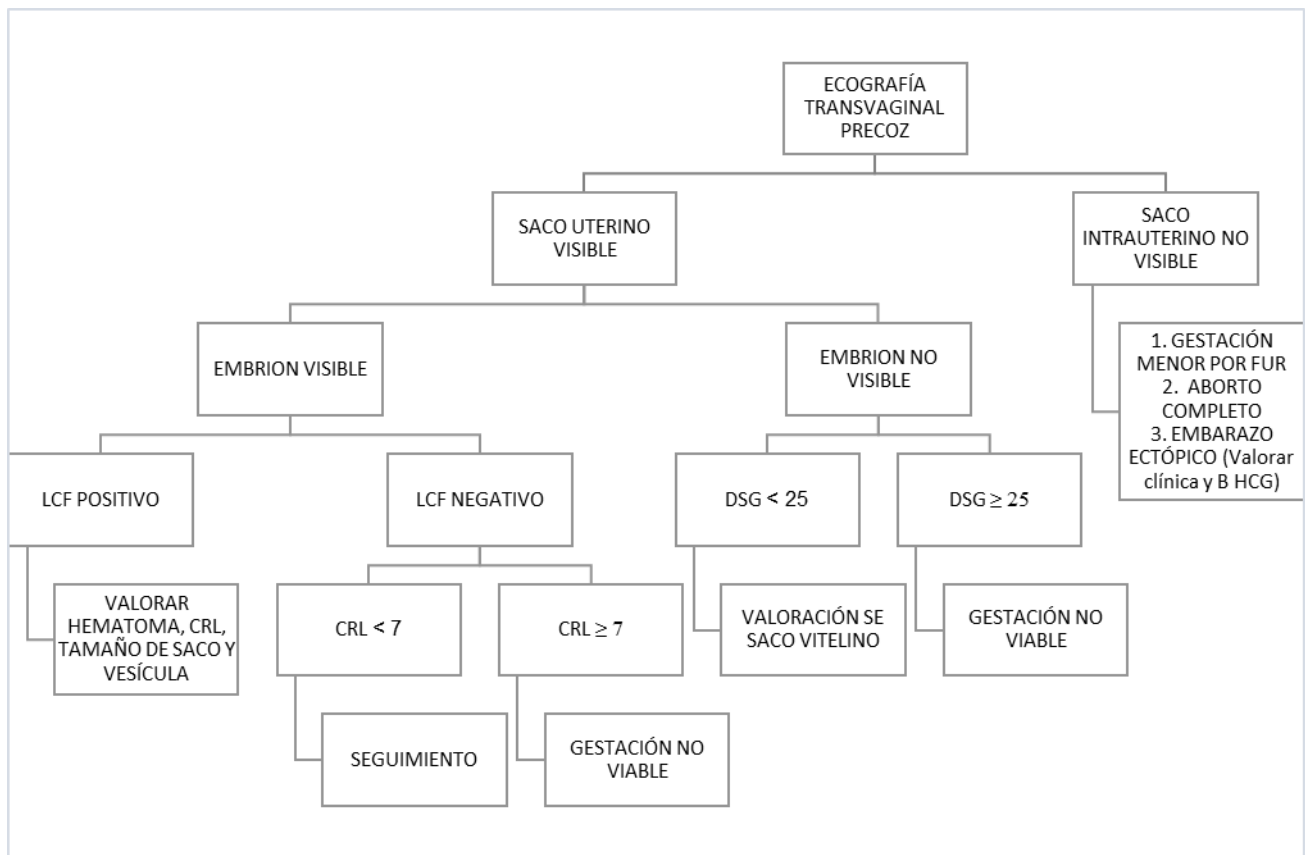 ECOGRAFÍA
TRANSVAGINAL
PRECOZ
SACO UTERINO
VISIBLE
SACO
INTRAUTERINO NO
VISIBLE
EMBRION VISIBLE
EMBRION NO
VISIBLE
1. GESTACIÓN
MENOR POR FUR
2. ABORTO
COMPLETO
3. EMBARAZO
ECTÓPICO (Valorar
clínica y B HCG)
LCF POSITIVO
LCF NEGATIVO
DSG < 25
DSG ≥ 25
VALORAR
HEMATOMA, CRL,
TAMAÑO DE SACO Y
VESÍCULA
CRL < 7
CRL ≥ 7
VALORACIÓN SE
SACO VITELINO
GESTACIÓN NO
VIABLE
SEGUIMIENTO
GESTACIÓN NO
VIABLE